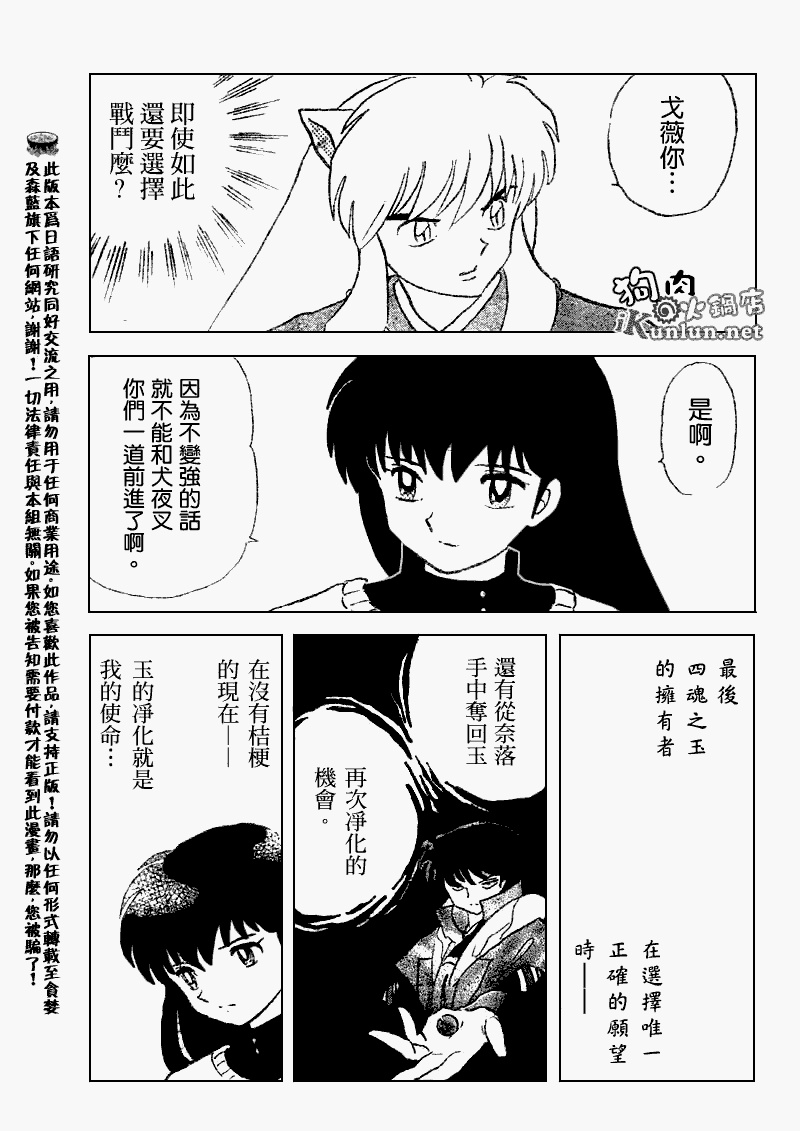 戈薇你…
即使如此
還要選擇
戰鬥麼？
狗肉
火鍋店
iKunlun.net
是啊。
因為不變強的話
就不能和犬夜叉
你們一道前進了啊。
最後
四魂之玉
的擁有者
在選擇唯一
正確的願望
時——
還有從奈落
手中奪回玉
再次凈化的
機會。
在沒有桔梗
的現在——
玉的凈化就是
我的使命…
此版本爲日語研究同好交流之用，請勿用于任何商業用途。如您喜歡此作品，請支持正版！請勿以任何形式轉載至貪婪
及森藍旗下任何網站，謝謝！一切法律責任與本組無關。如果您被告知需要付款才能看到此漫畫，那麼，您被騙了！